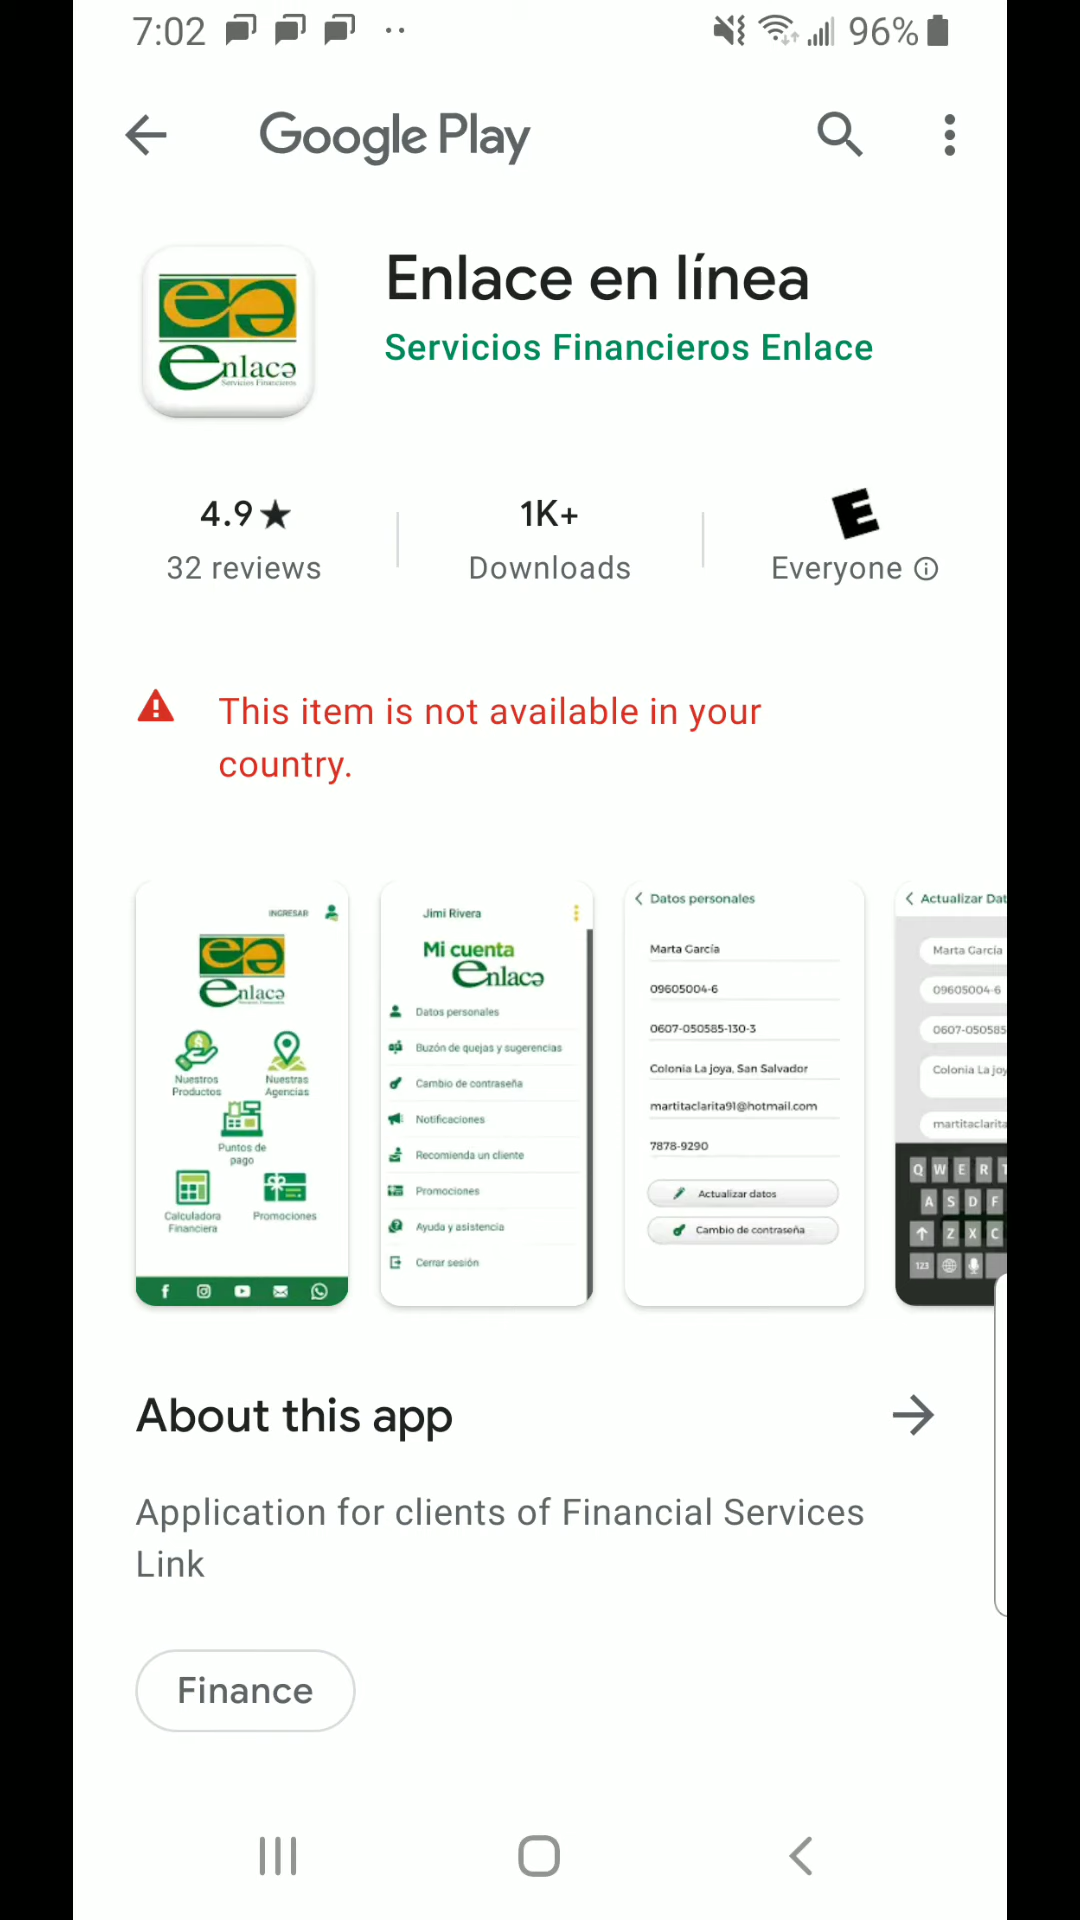 7:02
96%
Google Play
ea
Enlace
Servicios Financieros
Enlace en línea
Servicios Financieros Enlace
4.9★
32 reviews
1K+
Downloads
E
Everyone
This item is not available in your
country.
INGRESAR
ea
Enlace
Nuestros
Productos
Nuestras
Agencias
Puntos de
pago
Calculadora
Financiera
Promociones
Jimi Rivera
Mi cuenta
Enlace
Datos personales
Buzón de quejas y sugerencias
Cambio de contraseña
Notificaciones
Recomienda un cliente
Promociones
Ayuda y asistencia
Cerrar sesión
Datos personales
Marta García
09605004-6
0607-050585-130-3
Colonia La joya, San Salvador
martitaclarita91@hotmail.com
7878-9290
Actualizar datos
Cambio de contraseña
Actualizar Dat
Marta García
09605004-6
0607-050585
Colonia La joy
martitaclarita
Q W E R T
A S D F
Z X C
123
About this app
Application for clients of Financial Services
Link
Finance